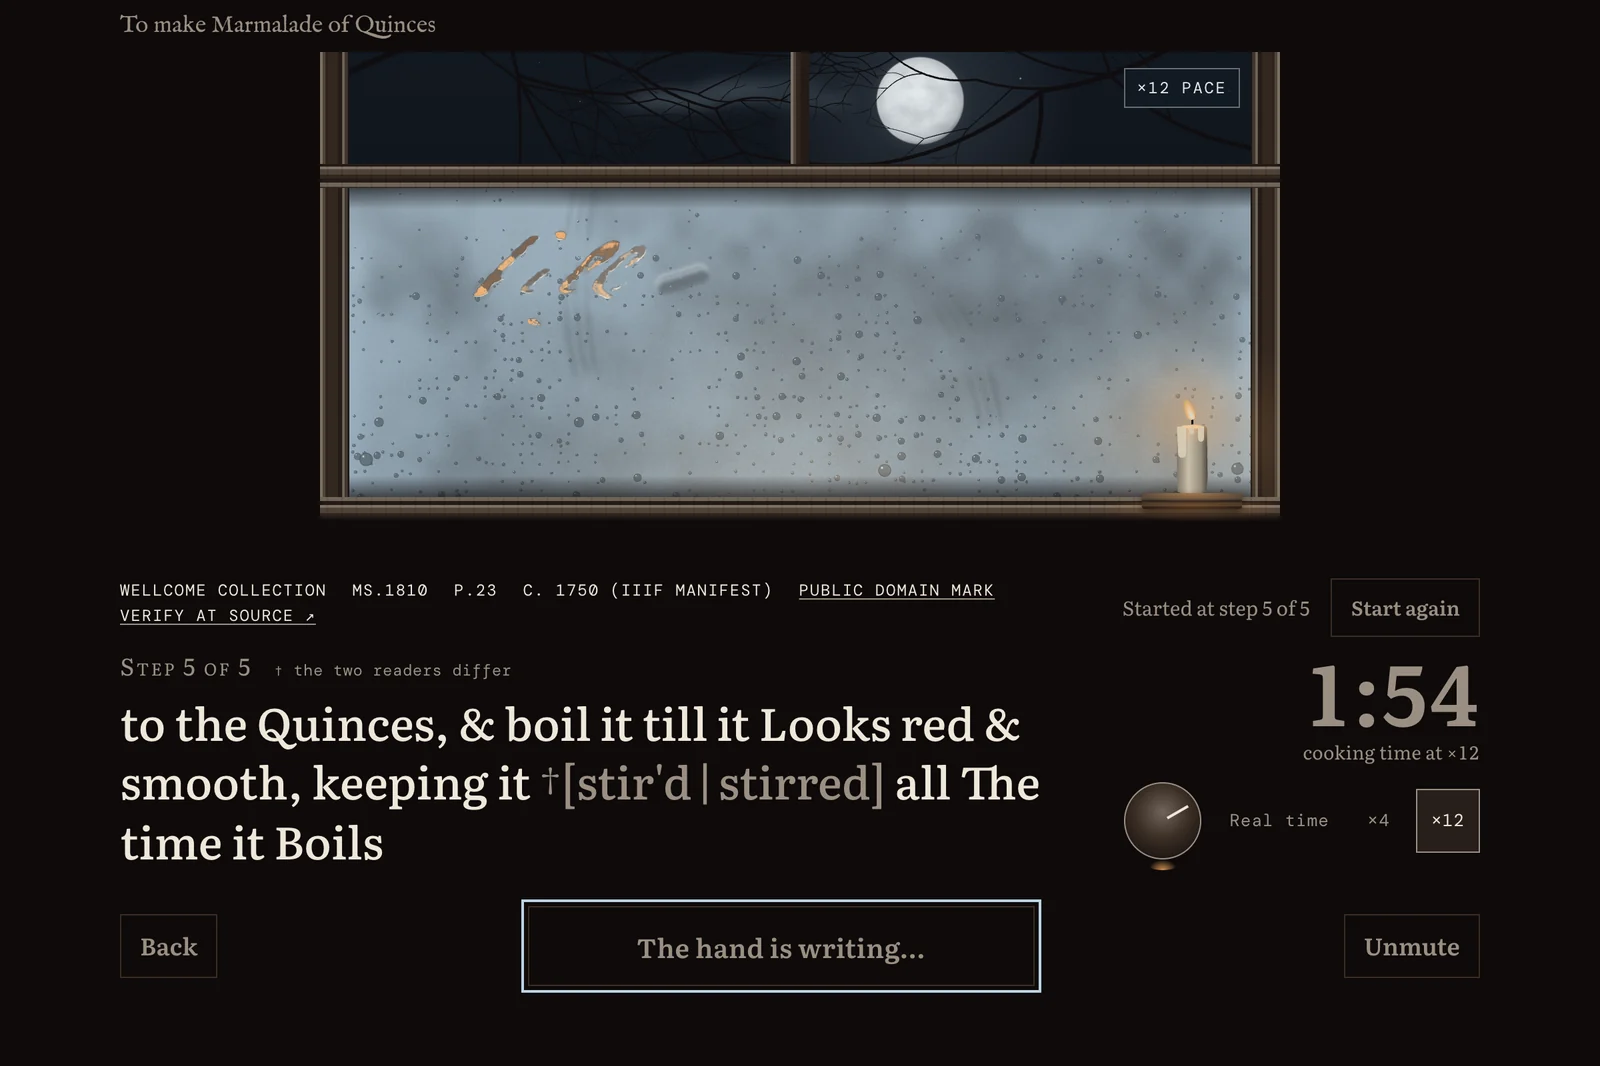 To make Marmalade of Quinces
×12 PACE
WELLCOME COLLECTION MS.1810 P.23 C. 1750 (IIIF MANIFEST) PUBLIC DOMAIN MARK
VERIFY AT SOURCE ↗
Started at step 5 of 5
Start again
STEP 5 OF 5 † the two readers differ
to the Quinces, & boil it till it Looks red &
smooth, keeping it †[stir'd | stirred] all The
time it Boils
1:54
cooking time at ×12
Real time ×4 ×12
Back
The hand is writing...
Unmute